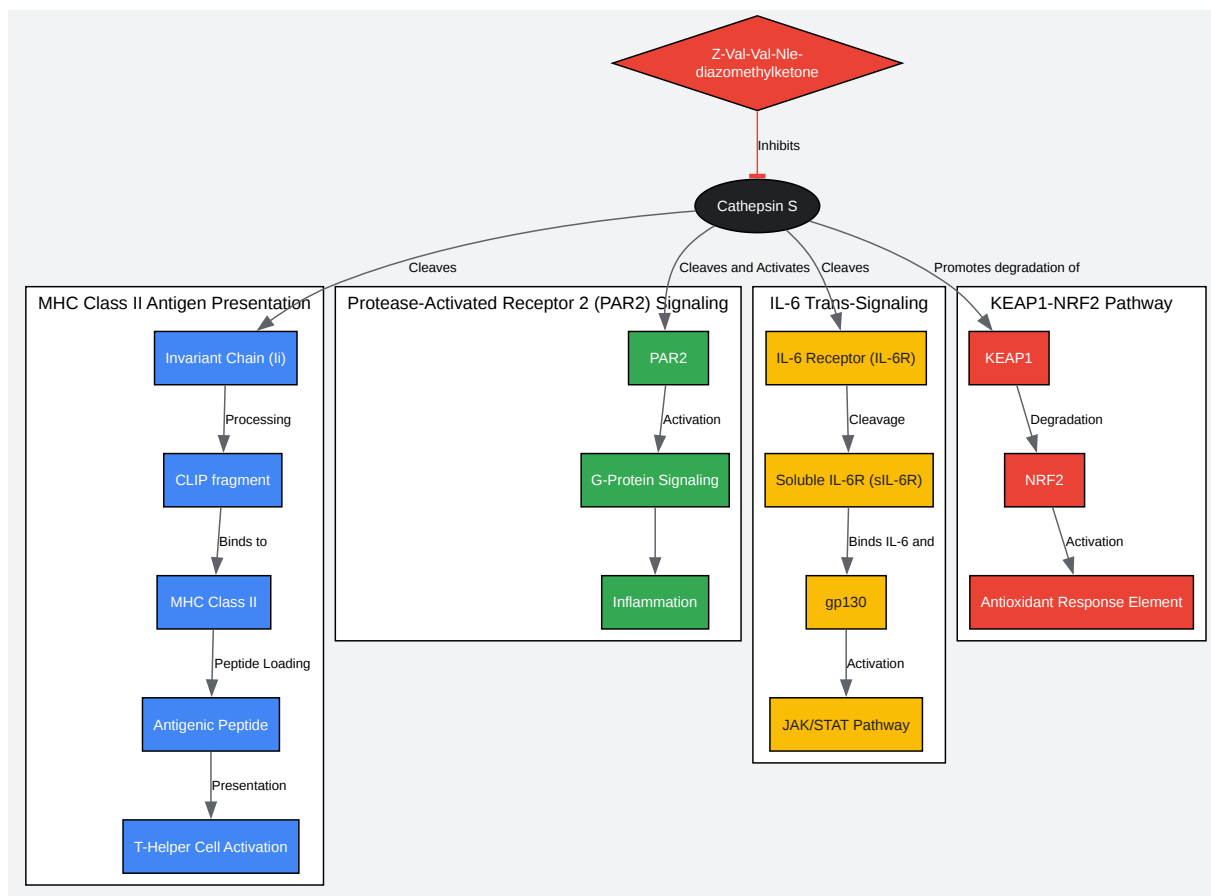 Z-Val-Val-Nle-
diazomethylketone
Inhibits
Cathepsin S
Cleaves
Cleaves and Activates
Cleaves
Promotes degradation of
MHC Class II Antigen Presentation
Invariant Chain (Ii)
Processing
CLIP fragment
Binds to
MHC Class II
Peptide Loading
Antigenic Peptide
Presentation
T-Helper Cell Activation
Protease-Activated Receptor 2 (PAR2) Signaling
PAR2
Activation
G-Protein Signaling
Inflammation
IL-6 Trans-Signaling
IL-6 Receptor (IL-6R)
Cleavage
Soluble IL-6R (sIL-6R)
Binds IL-6 and
gp130
Activation
JAK/STAT Pathway
KEAP1-NRF2 Pathway
KEAP1
Degradation
NRF2
Activation
Antioxidant Response Element